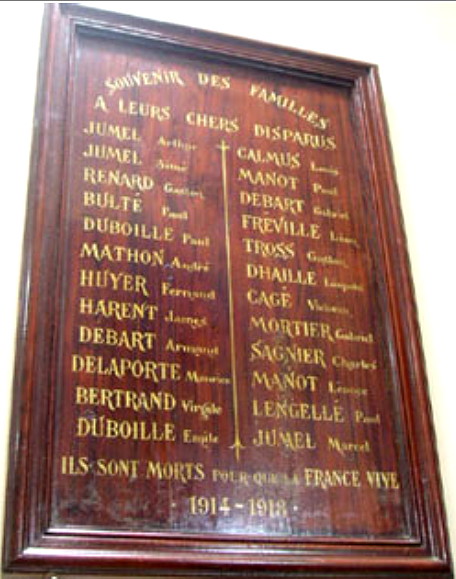 SOUVENIR DES FAMILLES
A LEURS CHERS DISPARUS
JUMEL Arthur
JUMEL Aimé
RENARD Gaston
BULTÉ Paul
DUBOILLE Paul
MATHON André
HUYER Fernand
HARENT James
DEBART Armand
DELAPORTE Maurice
BERTRAND Virgile
DUBOILLE Emile
CALMUS Louis
MANOT Paul
DEBART Gabriel
FRÉVILLE
TROSS Gaston
DHAILLE Léopold
CAGÉ
MORTIER Gabriel
SAGNIER Charles
MANOT
LENGELLÉ Paul
JUMEL Marcel
ILS SONT MORTS POUR QUE LA FRANCE VIVE
· 1914-1918 ·